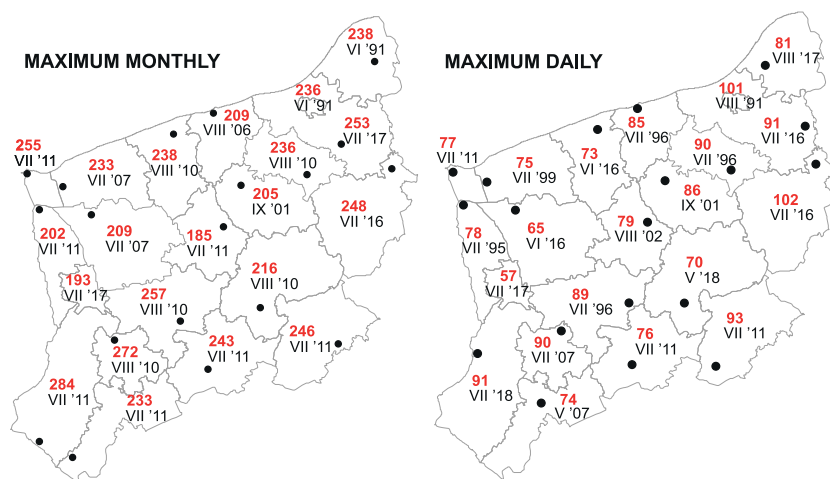 MAXIMUM MONTHLY
238
VI '91
236
VI '91
209
VIII '06
253
VII '17
255
VII '11
233
VII '07
238
VIII '10
236
VIII '10
205
IX '01
248
VII '16
202
VII '11
209
VII '07
185
VII '11
193
VII '17
257
VIII '10
216
VIII '10
246
VII '11
272
VIII '10
243
VII '11
284
VII '11
233
VII '11
MAXIMUM DAILY
81
VIII '17
101
VIII '91
85
VII '96
91
VII '16
77
VII '11
75
VII '99
73
VI '16
90
VII '96
86
IX '01
102
VII '16
78
VII '95
65
VI '16
79
VIII '02
57
VII '17
89
VII '96
70
V '18
93
VII '11
90
VII '07
76
VII '11
91
VII '18
74
V '07